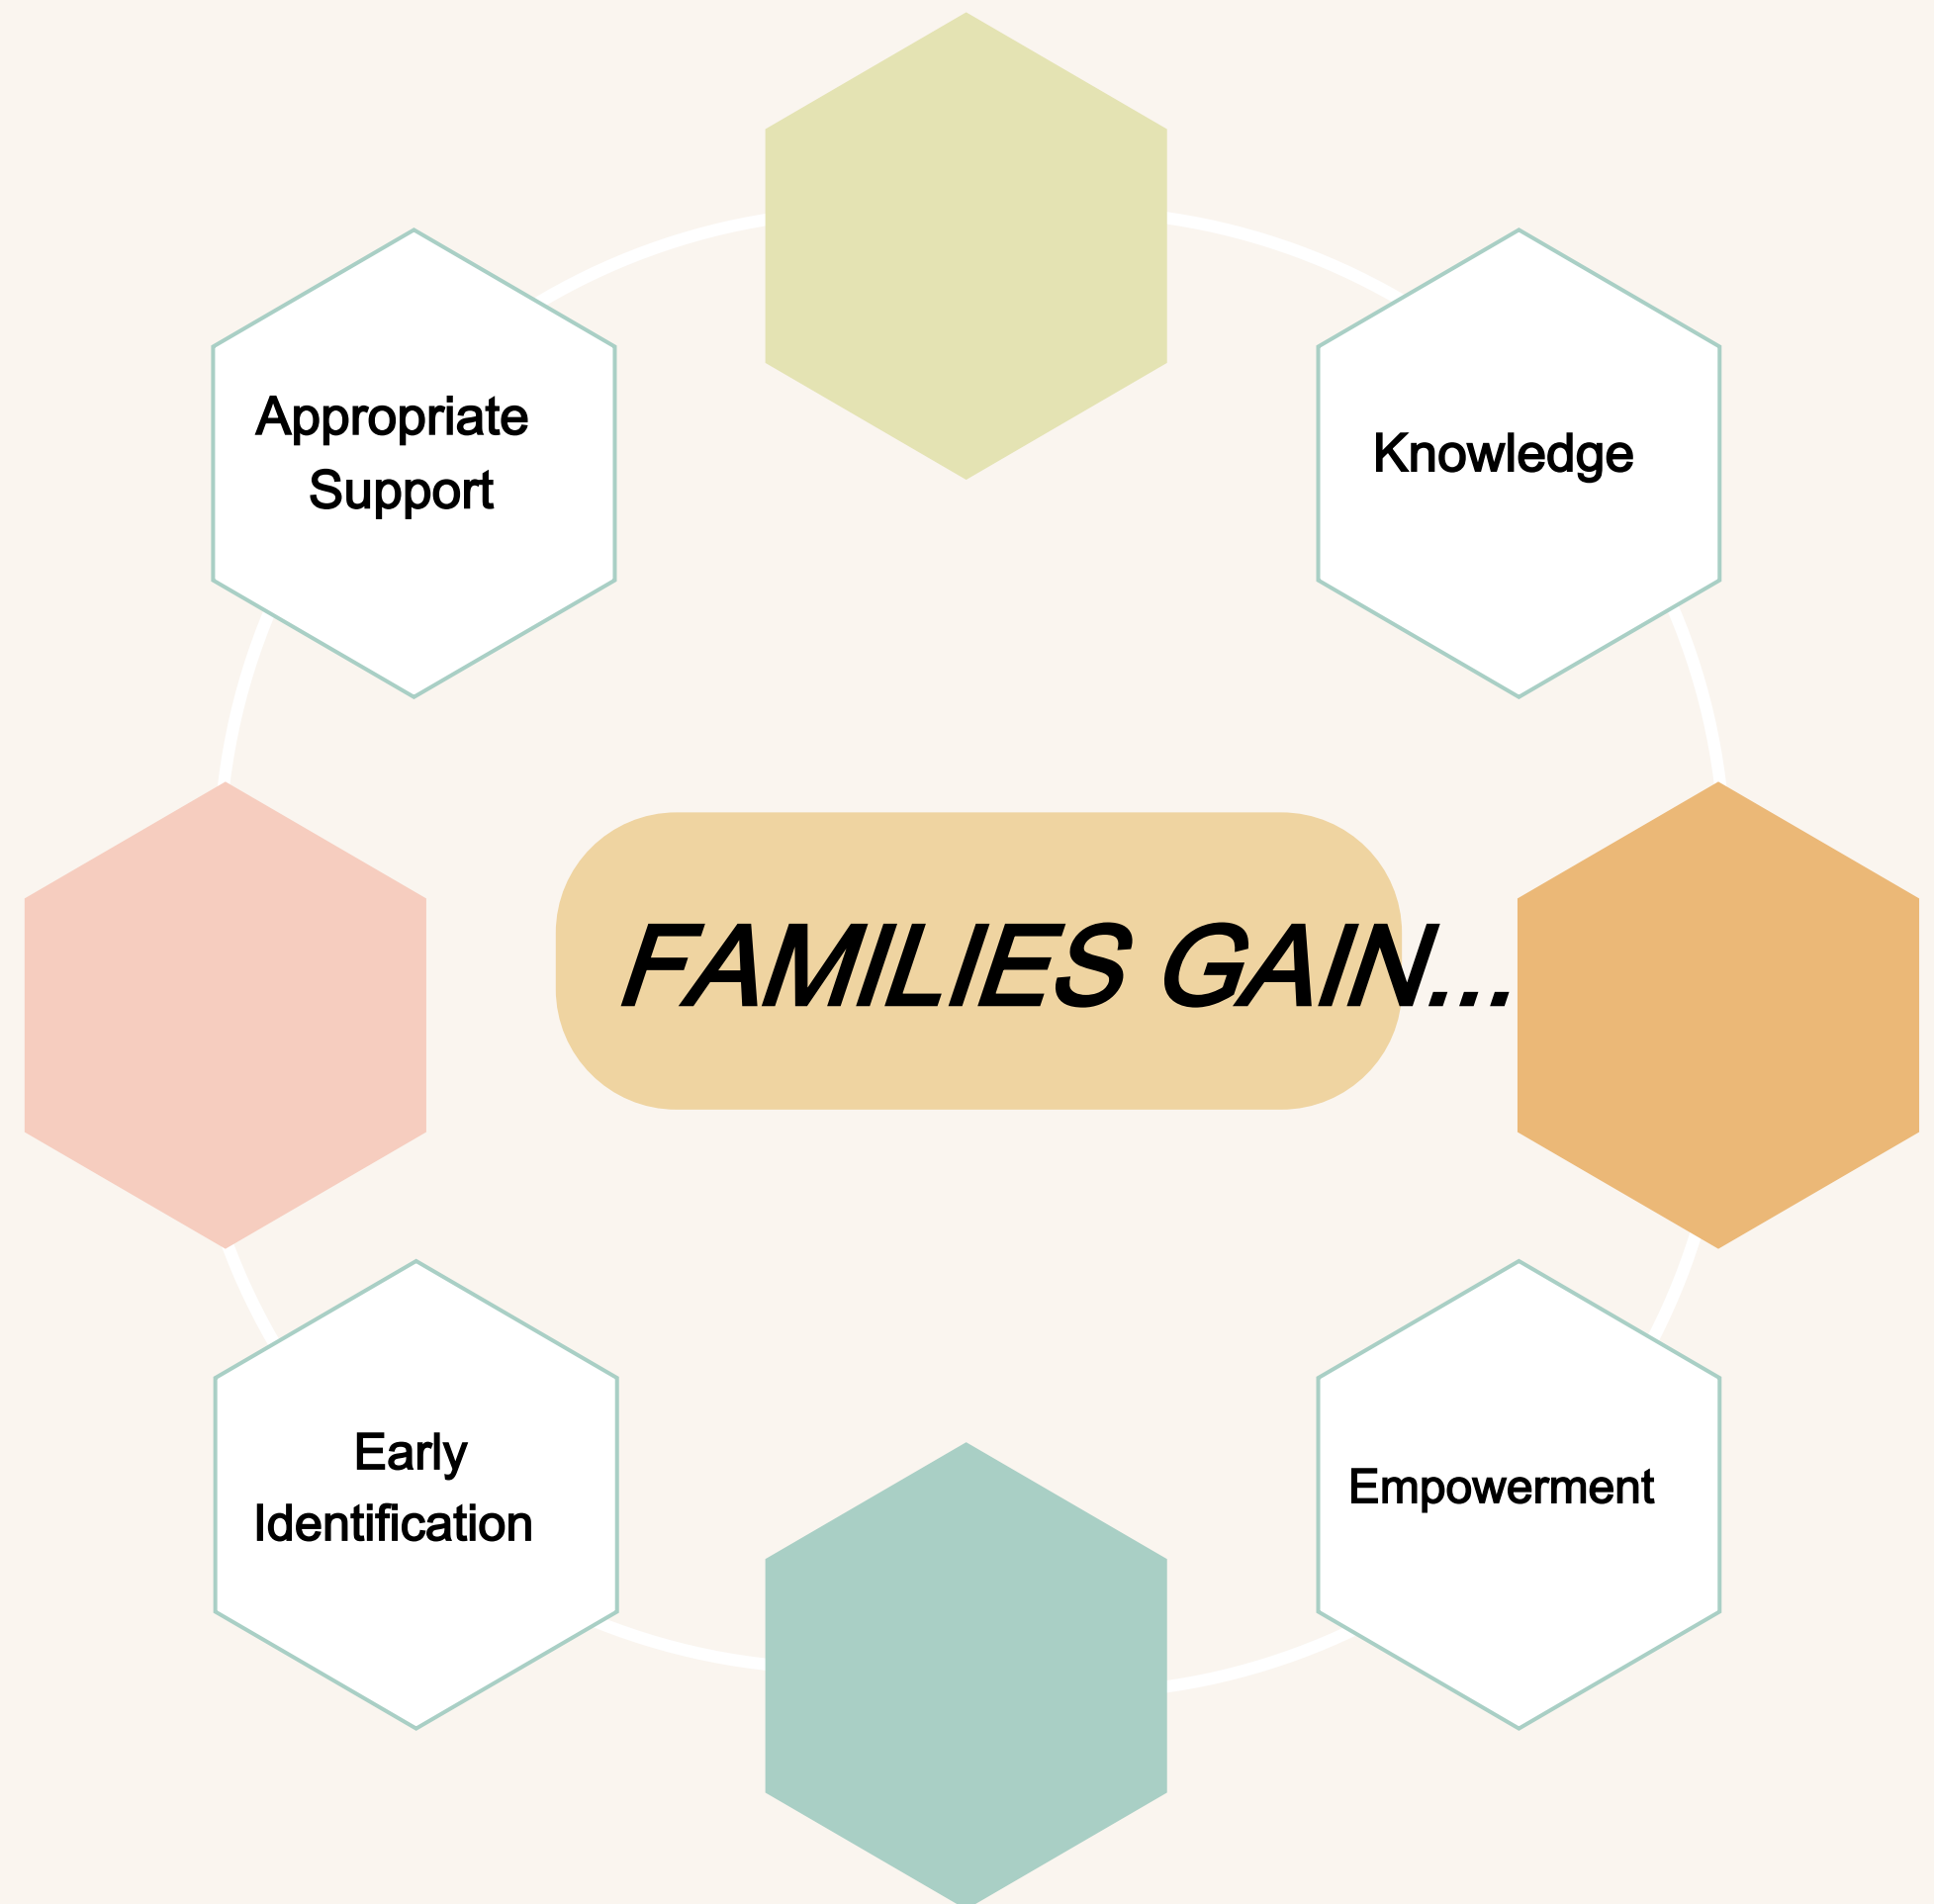 Appropriate
Support
Knowledge
FAMILIES GAIN...
Early
Identification
Empowerment